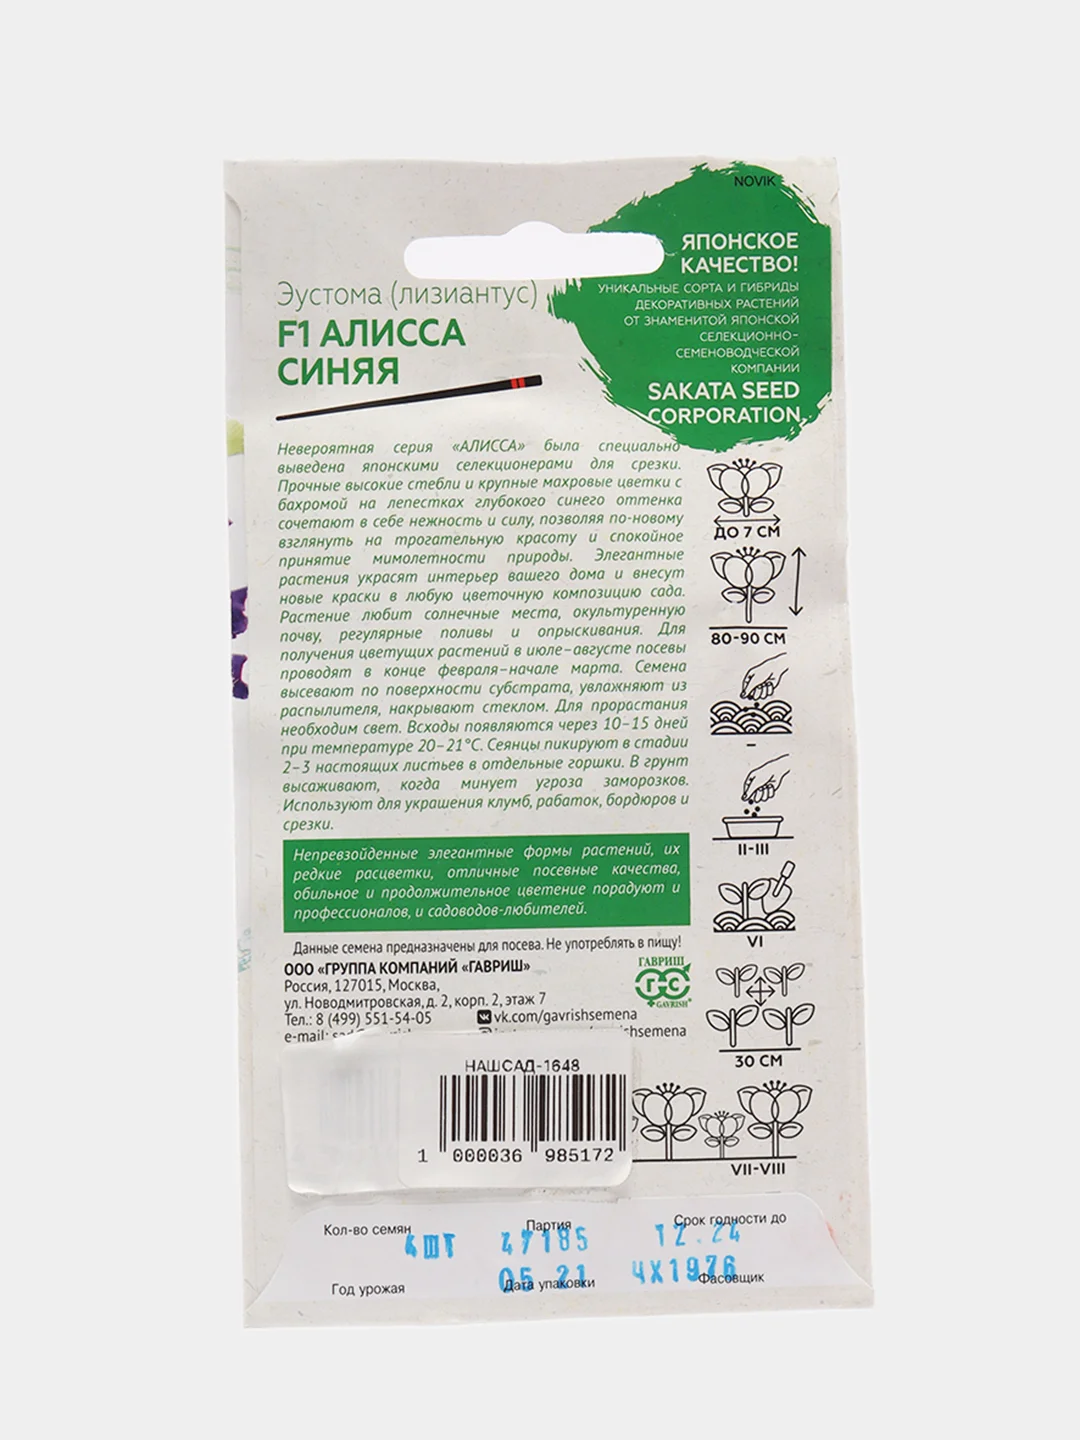 NOVIK
ЯПОНСКОЕ
КАЧЕСТВО!
УНИКАЛЬНЫЕ СОРТА И ГИБРИДЫ
ДЕКОРАТИВНЫХ РАСТЕНИЙ
ОТ ЗНАМЕНИТОЙ ЯПОНСКОЙ
СЕЛЕКЦИОННО-
СЕМЕНОВОДЧЕСКОЙ
КОМПАНИИ
SAKATA SEED
CORPORATION
Эустома (лизиантус)
F1 АЛИССА
СИНЯЯ
Невероятная серия «АЛИССА» была специально
выведена японскими селекционерами для срезки.
Прочные высокие стебли и крупные махровые цветки с
бахромой на лепестках глубокого синего оттенка
сочетают в себе нежность и силу, позволяя по-новому
взглянуть на трогательную красоту и спокойное
принятие мимолетности природы. Элегантные
растения украсят интерьер вашего дома и внесут
новые краски в любую цветочную композицию сада.
Растение любит солнечные места, окультуренную
почву, регулярные поливы и опрыскивания. Для
получения цветущих растений в июле–августе посевы
проводят в конце февраля–начале марта. Семена
высевают по поверхности субстрата, увлажняют из
распылителя, накрывают стеклом. Для прорастания
необходим свет. Всходы появляются через 10–15 дней
при температуре 20–21°С. Сеянцы пикируют в стадии
2–3 настоящих листьев в отдельные горшки. В грунт
высаживают, когда минует угроза заморозков.
Используют для украшения клумб, рабаток, бордюров и
срезки.
Непревзойденные элегантные формы растений, их
редкие расцветки, отличные посевные качества,
обильное и продолжительное цветение порадуют и
профессионалов, и садоводов-любителей.
Данные семена предназначены для посева. Не употреблять в пищу!
ООО «ГРУППА КОМПАНИЙ «ГАВРИШ»
Россия, 127015, Москва,
ул. Новодмитровская, д. 2, корп. 2, этаж 7
Тел.: 8 (499) 551-54-05
vk.com/gavrishsemena
e-mail:
ГАВРИШ
Г-С
GAVRISH®
ДО 7 СМ
80-90 СМ
–
II-III
VI
30 СМ
VII-VIII
НАШСАД-1648
1 000036 985172
Кол-во семян
4ШТ
Партия
47185
Срок годности до
12.24
Год урожая
05.21
Дата упаковки
4Х1976
Фасовщик